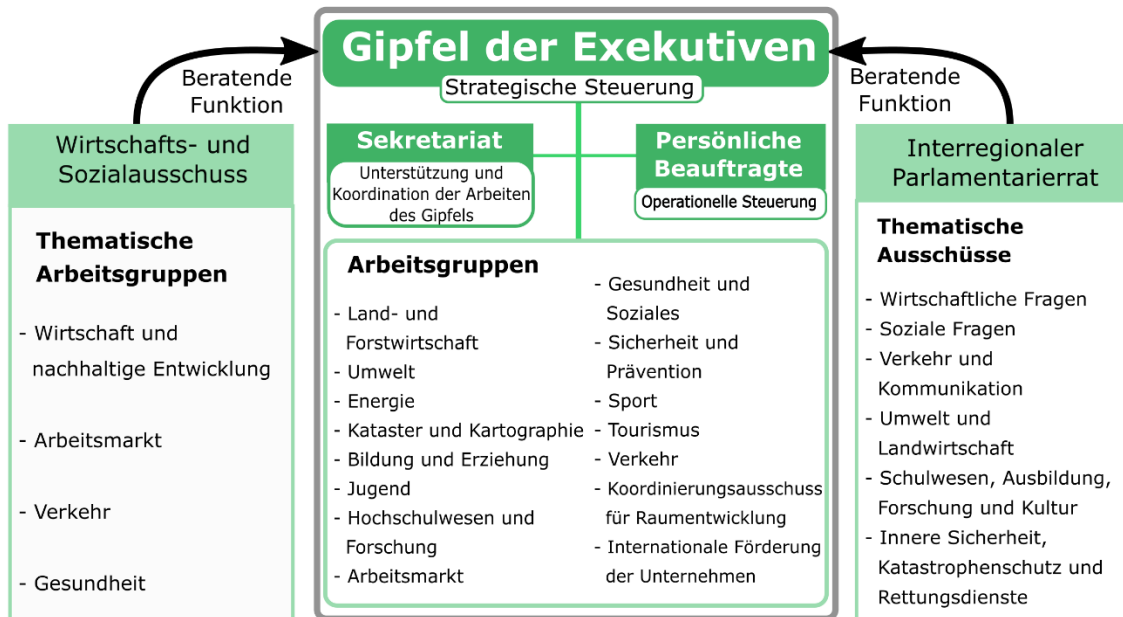 Gipfel der Exekutiven
Strategische Steuerung
Beratende
Funktion
Beratende
Funktion
Wirtschafts- und
Sozialausschuss
Thematische
Arbeitsgruppen
- Wirtschaft und
nachhaltige Entwicklung
- Arbeitsmarkt
- Verkehr
- Gesundheit
Sekretariat
Unterstützung und
Koordination der Arbeiten
des Gipfels
Persönliche
Beauftragte
Operationelle Steuerung
Arbeitsgruppen
- Land- und
Forstwirtschaft
- Umwelt
- Energie
- Kataster und Kartographie
- Bildung und Erziehung
- Jugend
- Hochschulwesen und
Forschung
- Arbeitsmarkt
- Gesundheit und
Soziales
- Sicherheit und
Prävention
- Sport
- Tourismus
- Verkehr
- Koordinierungsausschuss
für Raumentwicklung
- Internationale Förderung
der Unternehmen
Interregionaler
Parlamentarierrat
Thematische
Ausschüsse
- Wirtschaftliche Fragen
- Soziale Fragen
- Verkehr und
Kommunikation
- Umwelt und
Landwirtschaft
- Schulwesen, Ausbildung,
Forschung und Kultur
- Innere Sicherheit,
Katastrophenschutz und
Rettungsdienste